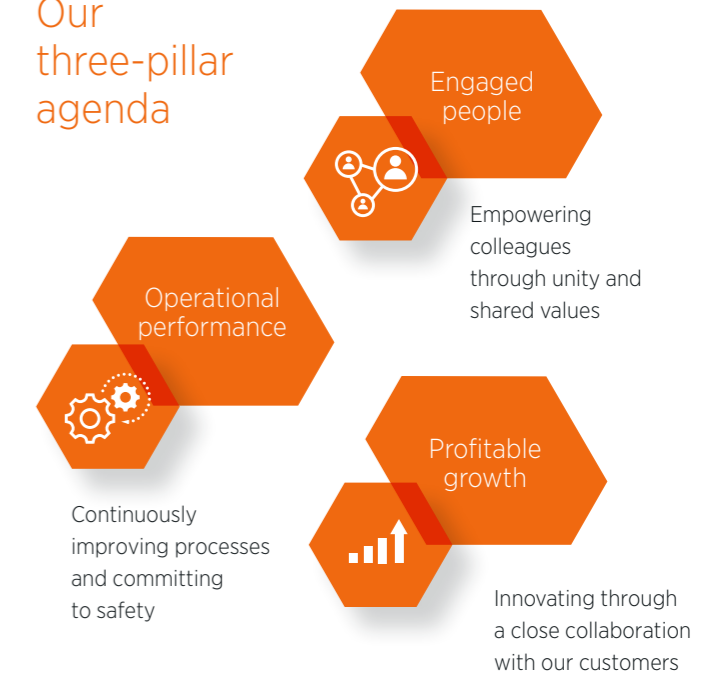 Our
three-pillar
agenda
Engaged
people
Empowering
colleagues
through unity and
shared values
Operational
performance
Continuously
improving processes
and committing
to safety
Profitable
growth
Innovating through
a close collaboration
with our customers